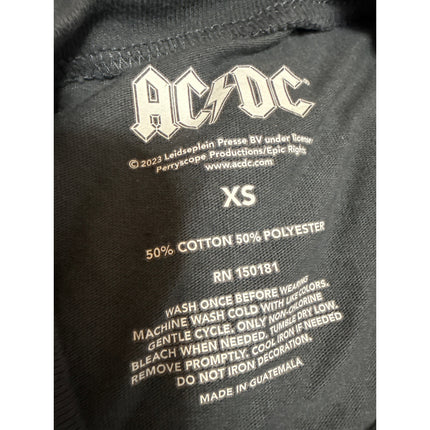 AC⚡DC
© 2023 Leidseplein Presse BV under license
Perryscope Productions/Epic Rights
www.acdc.com
XS
50% COTTON 50% POLYESTER
RN 150181
WASH ONCE BEFORE WEARING
MACHINE WASH COLD WITH LIKE COLORS.
GENTLE CYCLE. ONLY NON-CHLORINE
BLEACH WHEN NEEDED. TUMBLE DRY LOW.
REMOVE PROMPTLY. COOL IRON IF NEEDED
DO NOT IRON DECORATION.
MADE IN GUATEMALA